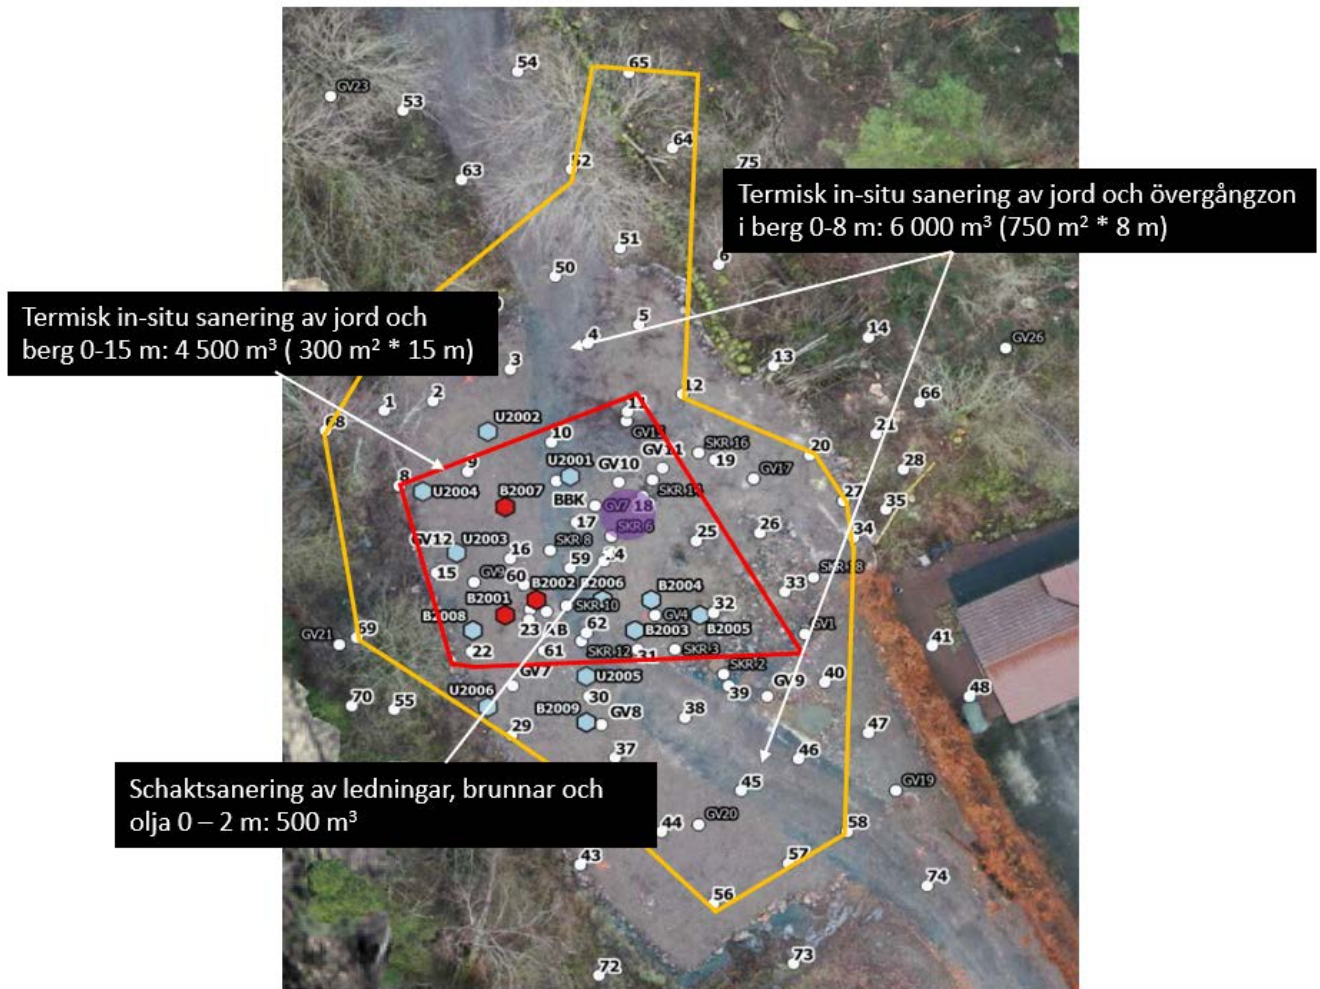 54
65
GV23
53
64
52
75
63
Termisk in-situ sanering av jord och övergångzon
i berg 0-8 m: 6 000 m³ (750 m² * 8 m)
51
6
50
Termisk in-situ sanering av jord och
berg 0-15 m: 4 500 m³ ( 300 m² * 15 m)
5
4
14
GV26
3
13
12
66
1
2
11
68
U2002
GV13
21
10
SKR 16
20
9
GV11
19
28
8
U2001
GV10
GV17
U2004
B2007
SKR 14
27
35
BBK
GV7
18
17
SKR 6
26
34
25
GV12
U2003
16
SKR 8
24
15
59
SKR 18
GV9
60
33
B2002
B2006
B2004
B2001
SKR 10
32
B2008
GV4
23
AB
62
B2003
B2005
GV1
GV21
69
22
61
SKR 12
31
SKR 3
41
SKR 2
GV7
U2005
39
GV9
40
70
55
U2006
30
48
B2009
GV8
38
29
47
37
46
Schaktsanering av ledningar, brunnar och
olja 0 – 2 m: 500 m³
45
GV19
44
GV20
58
43
57
74
56
72
73